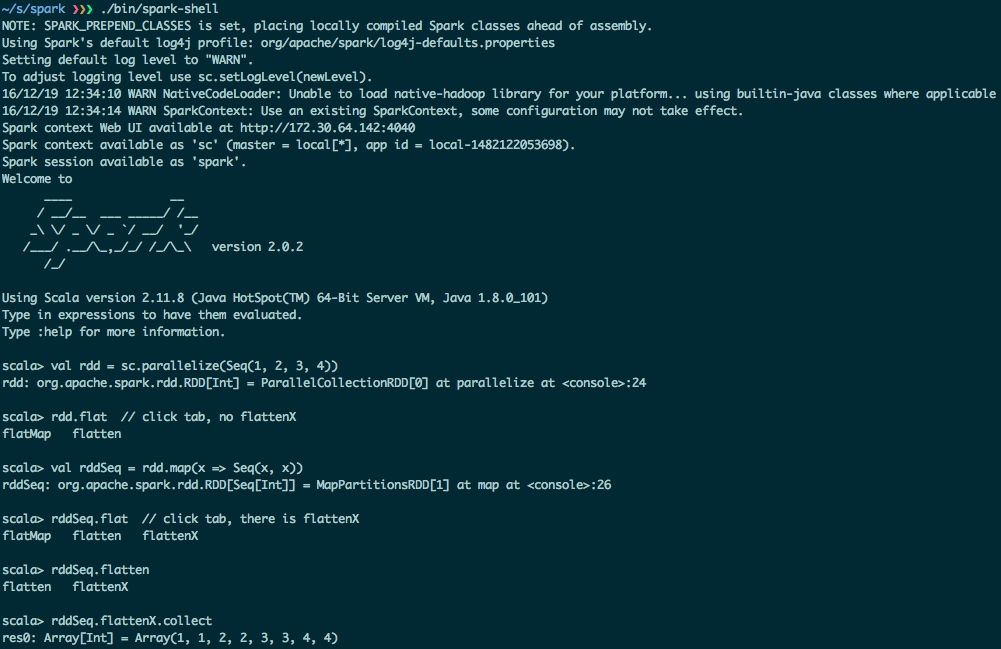 ~/s/spark ❯❯❯ ./bin/spark-shell
NOTE: SPARK_PREPEND_CLASSES is set, placing locally compiled Spark classes ahead of assembly.
Using Spark's default log4j profile: org/apache/spark/log4j-defaults.properties
Setting default log level to "WARN".
To adjust logging level use sc.setLogLevel(newLevel).
16/12/19 12:34:10 WARN NativeCodeLoader: Unable to load native-hadoop library for your platform... using builtin-java classes where applicable
16/12/19 12:34:14 WARN SparkContext: Use an existing SparkContext, some configuration may not take effect.
Spark context Web UI available at http://172.30.64.142:4040
Spark context available as 'sc' (master = local[*], app id = local-1482122053698).
Spark session available as 'spark'.
Welcome to
      ____              __
     / __/__  ___ _____/ /__
    _\ \/ _ \/ _ `/ __/  '_/
   /___/ .__/\_,_/_/ /_/\_\   version 2.0.2
      /_/
Using Scala version 2.11.8 (Java HotSpot(TM) 64-Bit Server VM, Java 1.8.0_101)
Type in expressions to have them evaluated.
Type :help for more information.
scala> val rdd = sc.parallelize(Seq(1, 2, 3, 4))
rdd: org.apache.spark.rdd.RDD[Int] = ParallelCollectionRDD[0] at parallelize at <console>:24
scala> rdd.flat  // click tab, no flattenX
flatMap   flatten
scala> val rddSeq = rdd.map(x => Seq(x, x))
rddSeq: org.apache.spark.rdd.RDD[Seq[Int]] = MapPartitionsRDD[1] at map at <console>:26
scala> rddSeq.flat  // click tab, there is flattenX
flatMap   flatten   flattenX
scala> rddSeq.flatten
flatten   flattenX
scala> rddSeq.flattenX.collect
res0: Array[Int] = Array(1, 1, 2, 2, 3, 3, 4, 4)